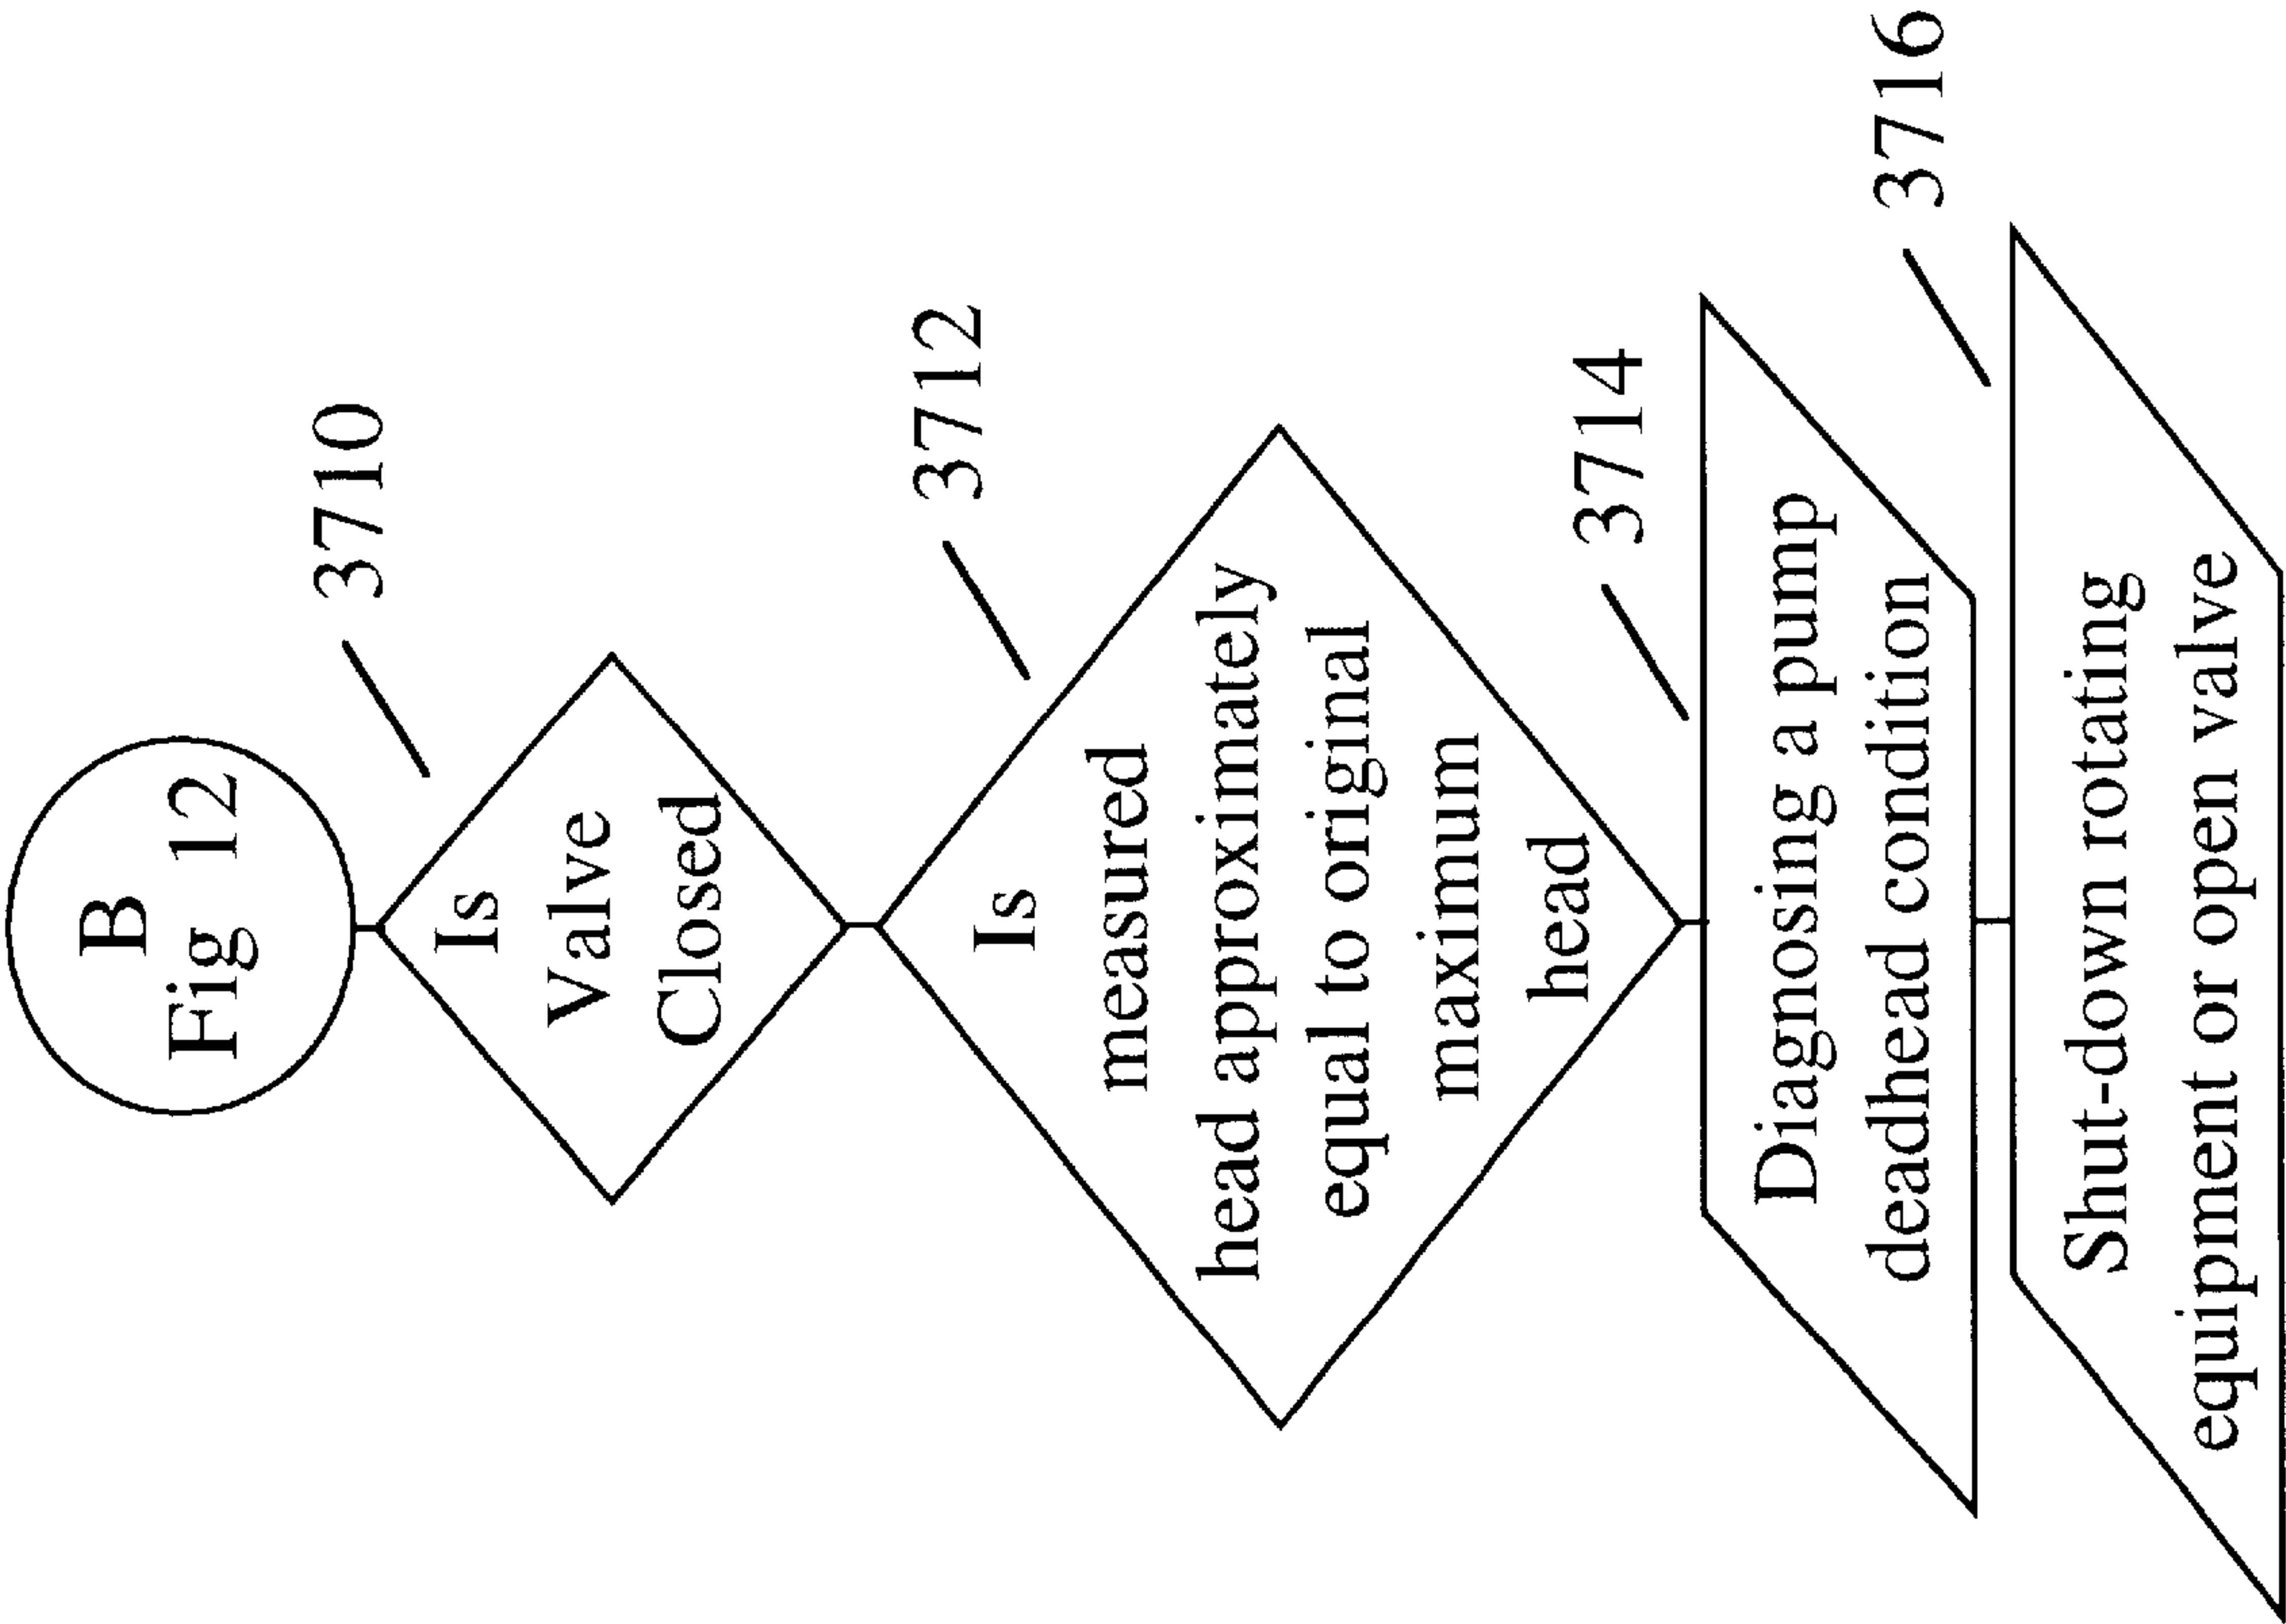 B
Fig 12
3710
Is
Valve
Closed
3712
Is
measured
head approximately
equal to original
maximum
head
3714
Diagnosing a pump
deadhead condition
3716
Shut-down rotating
equipment or open valve